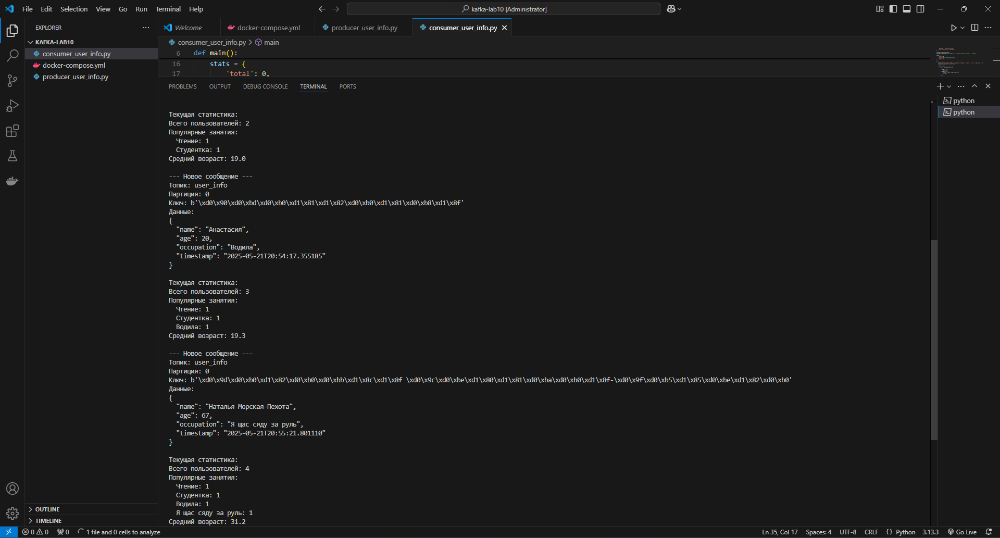 File Edit Selection View Go Run Terminal Help
kafka-lab10 [Administrator]
EXPLORER
KAFKA-LAB10
consumer_user_info.py
docker-compose.yml
producer_user_info.py
OUTLINE
TIMELINE
Welcome docker-compose.yml producer_user_info.py consumer_user_info.py
consumer_user_info.py > main
6 def main():
16 stats = {
17 'total': 0,
PROBLEMS OUTPUT DEBUG CONSOLE TERMINAL PORTS
python
python
Текущая статистика:
Всего пользователей: 2
Популярные занятия:
Чтение: 1
Студентка: 1
Средний возраст: 19.0
--- Новое сообщение ---
Топик: user_info
Партиция: 0
Ключ: b'\xd0\x90\xd0\xbd\xd0\xb0\xd1\x81\xd1\x82\xd0\xb0\xd1\x81\xd0\xb8\xd1\x8f'
Данные:
{
"name": "Анастасия",
"age": 20,
"occupation": "Водила",
"timestamp": "2025-05-21T20:54:17.355185"
}
Текущая статистика:
Всего пользователей: 3
Популярные занятия:
Чтение: 1
Студентка: 1
Водила: 1
Средний возраст: 19.3
--- Новое сообщение ---
Топик: user_info
Партиция: 0
Ключ: b'\xd0\x9d\xd0\xb0\xd1\x82\xd0\xb0\xd0\xbb\xd1\x8c\xd1\x8f \xd0\x9c\xd0\xbe\xd1\x80\xd1\x81\xd0\xba\xd0\xb0\xd1\x8f-\xd0\x9f\xd0\xb5\xd1\x85\xd0\xbe\xd1\x82\xd0\xb0'
Данные:
{
"name": "Наталья Морская-Пехота",
"age": 67,
"occupation": "Я щас сяду за руль",
"timestamp": "2025-05-21T20:55:21.801110"
}
Текущая статистика:
Всего пользователей: 4
Популярные занятия:
Чтение: 1
Студентка: 1
Водила: 1
Я щас сяду за руль: 1
Средний возраст: 31.2
0 0 0 1 file and 0 cells to analyze
Ln 35, Col 17 Spaces: 4 UTF-8 CRLF { } Python 3.13.3 Go Live